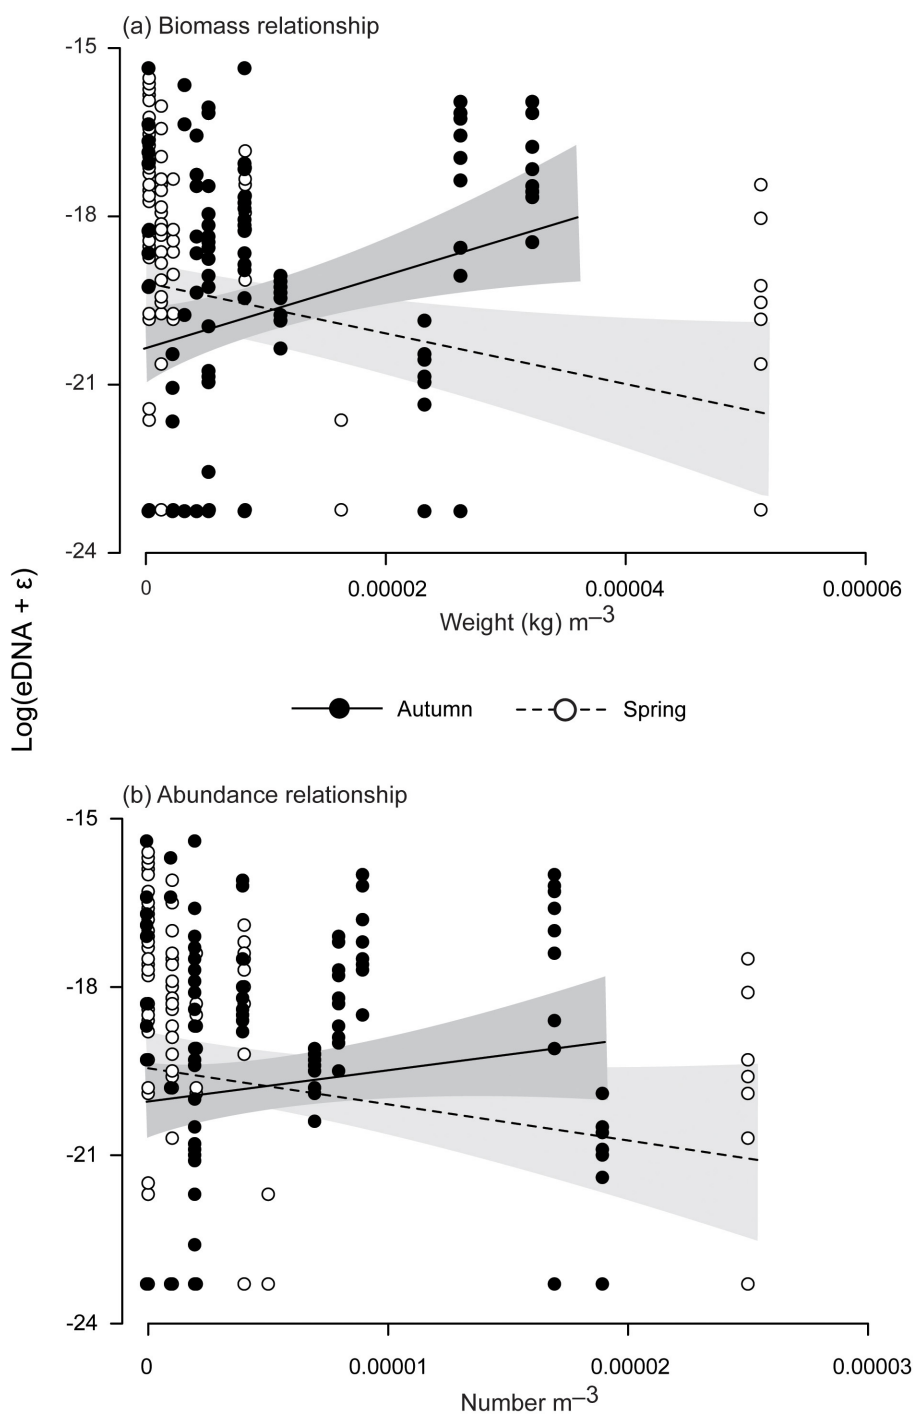 (a) Biomass relationship
-15
-18
-21
-24
0 0.00002 0.00004 0.00006
Weight (kg) m–3
Log(eDNA + ε)
Autumn Spring
(b) Abundance relationship
-15
-18
-21
-24
0 0.00001 0.00002 0.00003
Number m–3